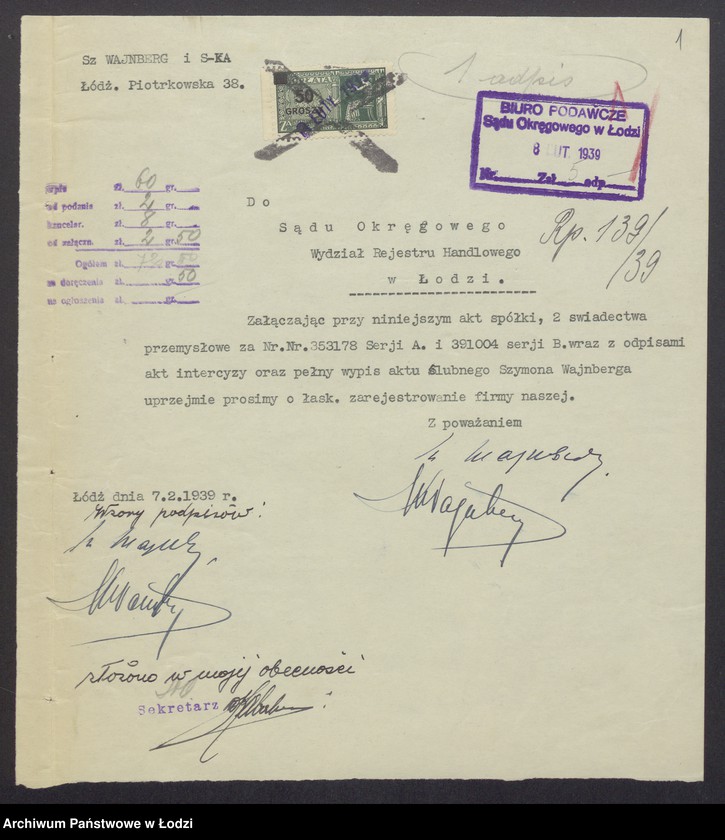 1
Sz WAJNBERG i S-KA
Łódź. Piotrkowska 38.
1 odpis
OPŁATA
50
GROSZY
BIURO PODAWCZE
Sądu Okręgowego w Łodzi
8 LUT. 1939
Nr. Zał. 5 odp.
wpis zł. 60 gr.
od podania zł. 2 gr.
kanceler. zł. 8 gr.
od załączn. zł. 2 gr. 50
Ogółem zł. 72 gr. 50
za doręczenia zł. gr. 50
na ogłoszenia zł. gr.
Rp. 139/
/39
Do
Sądu Okręgowego
Wydział Rejestru Handlowego
w Łodzi.
Załączając przy niniejszym akt spółki, 2 swiadectwa
przemysłowe za Nr.Nr.353178 Serji A. i 391004 serji B.wraz z odpisami
akt intercyzy oraz pełny wypis aktu Ślubnego Szymona Wajnberga
uprzejmie prosimy o łask. zarejestrowanie firmy naszej.
Z poważaniem
Łódź dnia 7.2.1939 r.
Wzory podpisów:
złożono w mojej obecności
Sekretarz
Archiwum Państwowe w Łodzi